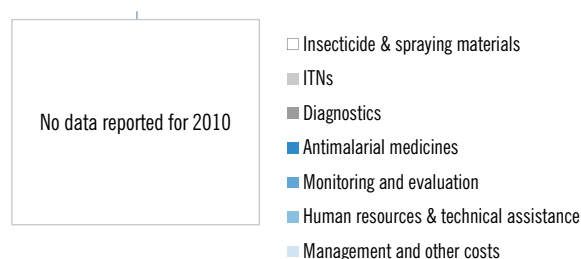 No data reported for 2010
Insecticide & spraying materials
ITNs
Diagnostics
Antimalarial medicines
Monitoring and evaluation
Human resources & technical assistance
Management and other costs